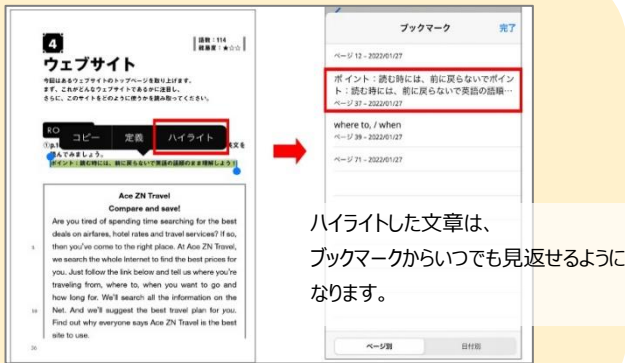 4
語数：114
難易度：★☆☆
ウェブサイト
今回はあるウェブサイトのトップページを取り上げます。
まず、これがどんなウェブサイトであるかに注目し、
さらに、このサイトをどのように使うかを読み取ってください。
RO
コピー
定義
ハイライト
①p.1
英文を
読んでみましょう。
ポイント：読む時には、前に戻らないで英語の語順のまま理解しよう！
Ace ZN Travel
Compare and save!
Are you tired of spending time searching for the best
deals on airfares, hotel rates and travel services? If so,
5 then you've come to the right place. At Ace ZN Travel,
we search the whole Internet to find the best prices for
you. Just follow the link below and tell us where you're
traveling from, where to, when you want to go and
how long for. We'll search all the information on the
10 Net. And we'll suggest the best travel plan for you.
Find out why everyone says Ace ZN Travel is the best
site to use.
26
ブックマーク
完了
ページ 12 - 2022/01/27
ポイント：読む時には、前に戻らないでポイン
ト：読む時には、前に戻らないで英語の語順…
ページ 37 - 2022/01/27
where to, / when
ページ 39 - 2022/01/27
ページ 71 - 2022/01/27
ハイライトした文章は、
ブックマークからいつでも見返せるように
なります。
ページ別
日付別